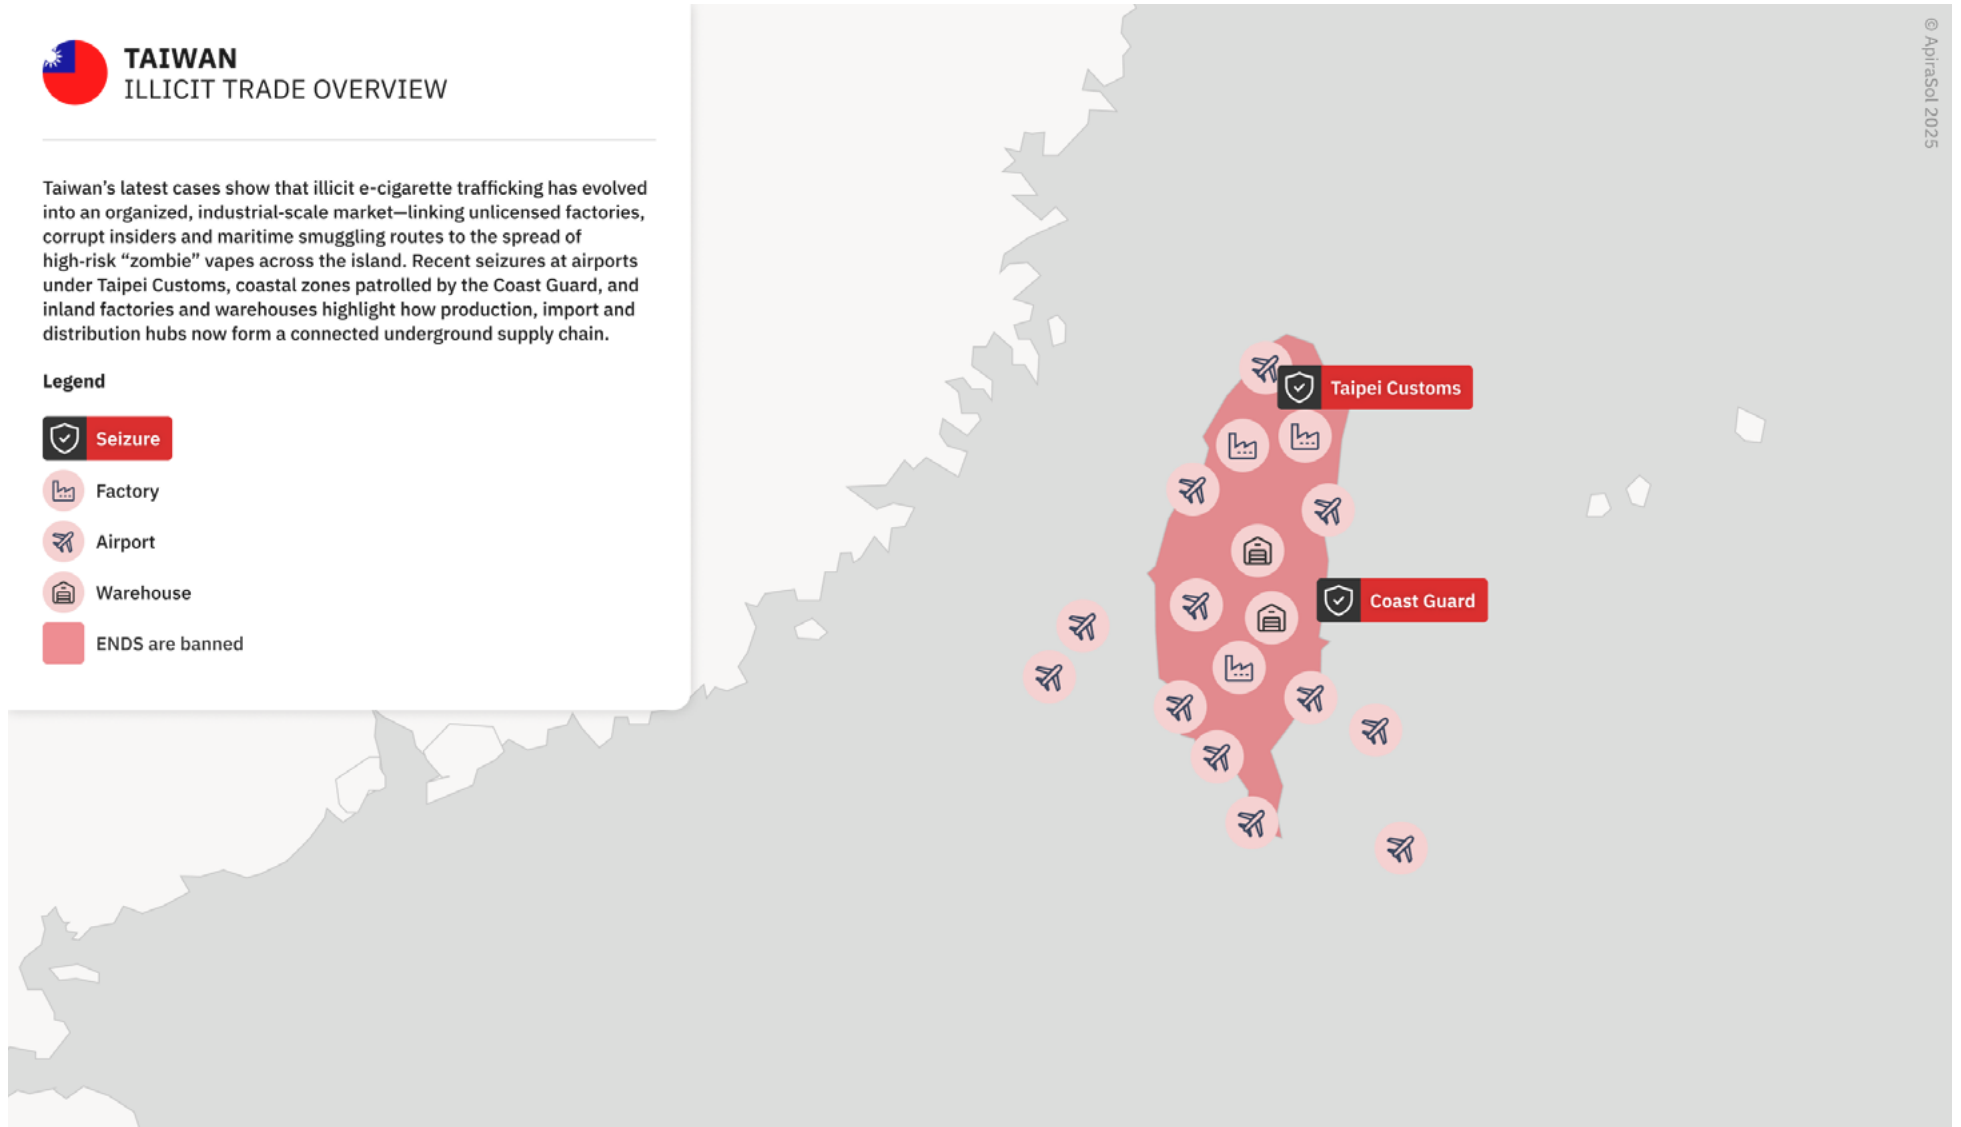 TAIWAN
ILLICIT TRADE OVERVIEW
Taiwan’s latest cases show that illicit e-cigarette trafficking has evolved
into an organized, industrial-scale market—linking unlicensed factories,
corrupt insiders and maritime smuggling routes to the spread of
high-risk “zombie” vapes across the island. Recent seizures at airports
under Taipei Customs, coastal zones patrolled by the Coast Guard, and
inland factories and warehouses highlight how production, import and
distribution hubs now form a connected underground supply chain.
Legend
Seizure
Factory
Airport
Warehouse
ENDS are banned
Taipei Customs
Coast Guard
© ApiraSol 2025